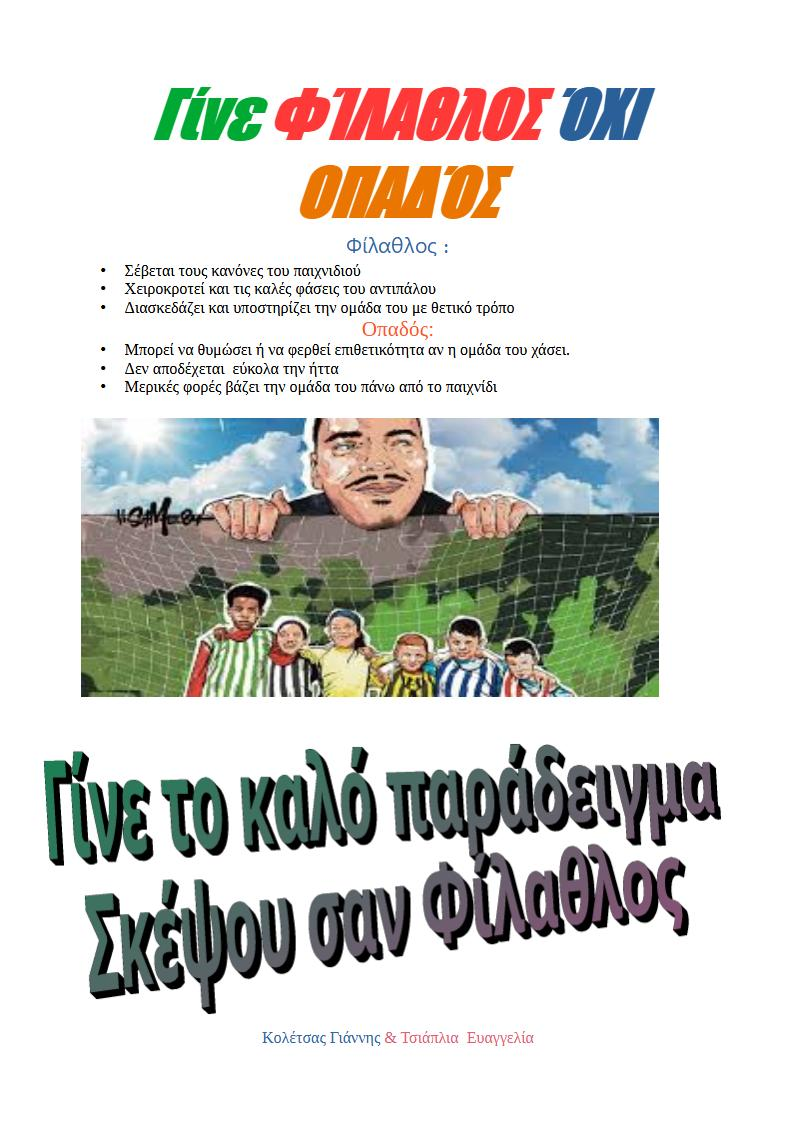 Γίνε ΦΊΛΑΘΛΟΣ ΌΧΙ
ΟΠΑΔΌΣ
Φίλαθλος :
• Σέβεται τους κανόνες του παιχνιδιού
• Χειροκροτεί και τις καλές φάσεις του αντιπάλου
• Διασκεδάζει και υποστηρίζει την ομάδα του με θετικό τρόπο
Οπαδός:
• Μπορεί να θυμώσει ή να φερθεί επιθετικότητα αν η ομάδα του χάσει.
• Δεν αποδέχεται  εύκολα την ήττα
• Μερικές φορές βάζει την ομάδα του πάνω από το παιχνίδι
Γίνε το καλό παράδειγμα
Σκέψου σαν Φίλαθλος
Κολέτσας Γιάννης & Τσιάπλια  Ευαγγελία